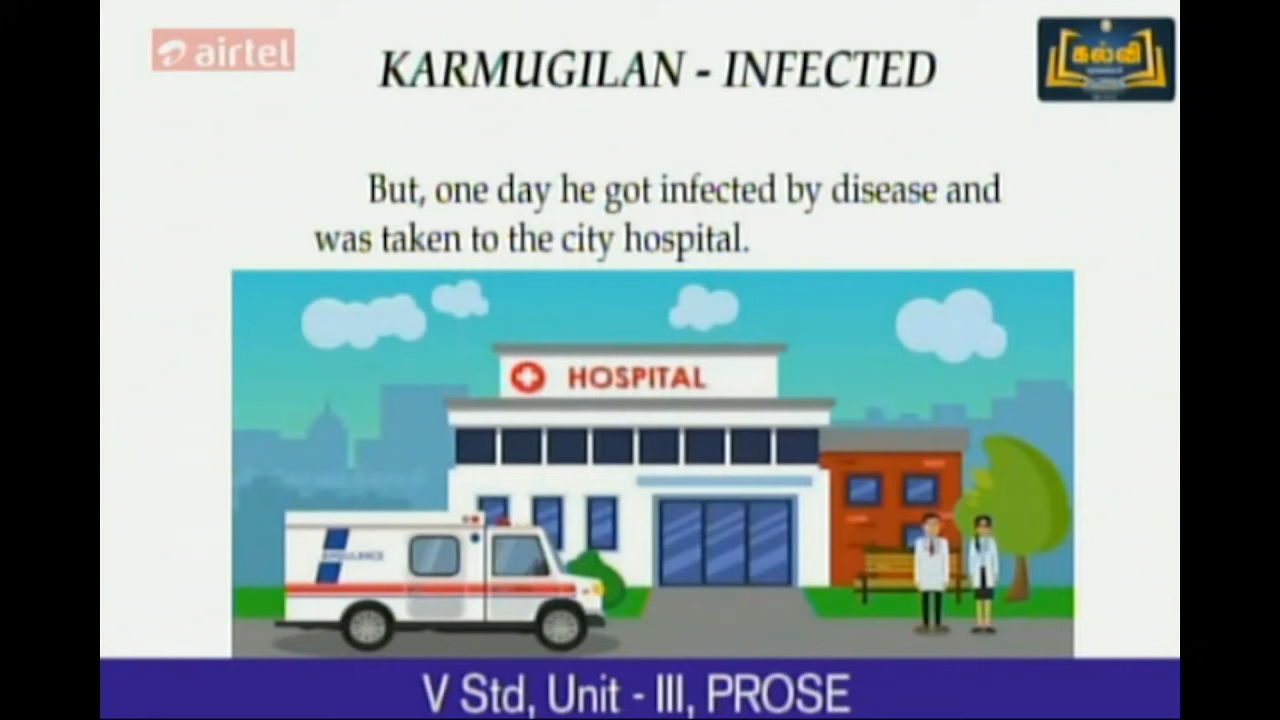 airtel
KARMUGILAN - INFECTED
கல்வி
But, one day he got infected by disease and
was taken to the city hospital.
HOSPITAL
AMBULANCE
V Std, Unit - III, PROSE